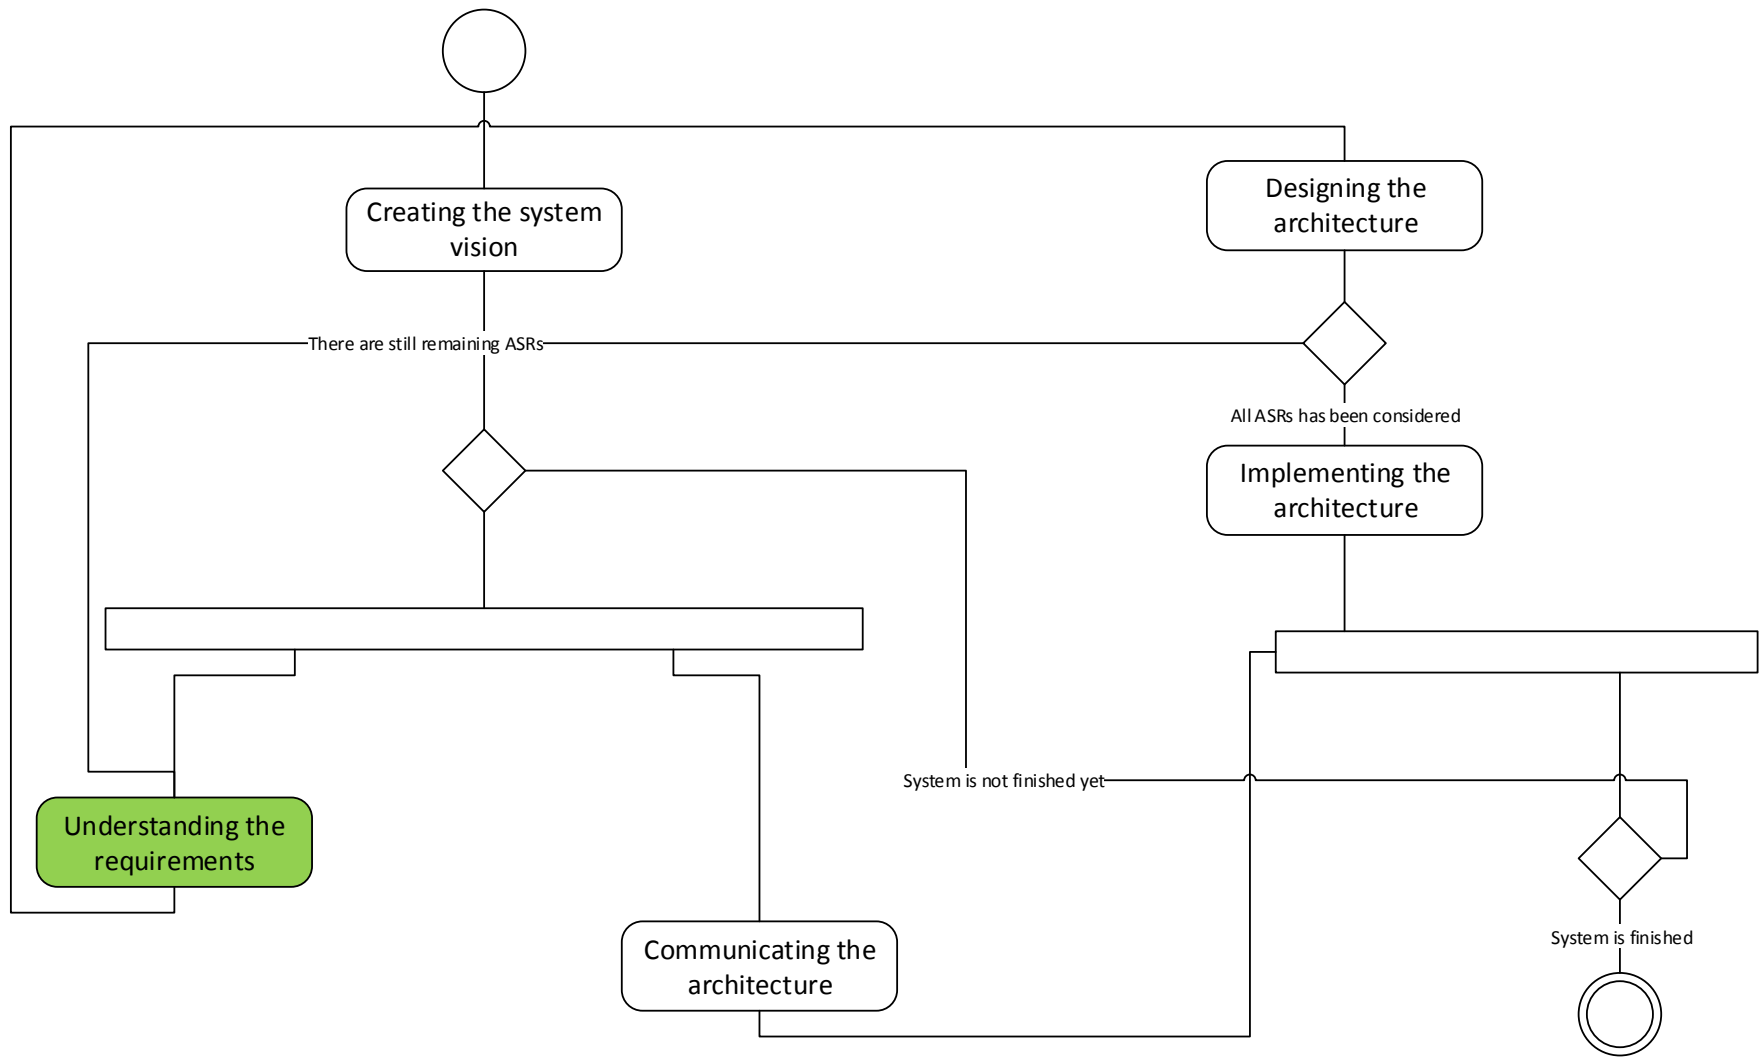 Creating the system
vision
Designing the
architecture
There are still remaining ASRs
All ASRs has been considered
Implementing the
architecture
System is not finished yet
Understanding the
requirements
Communicating the
architecture
System is finished